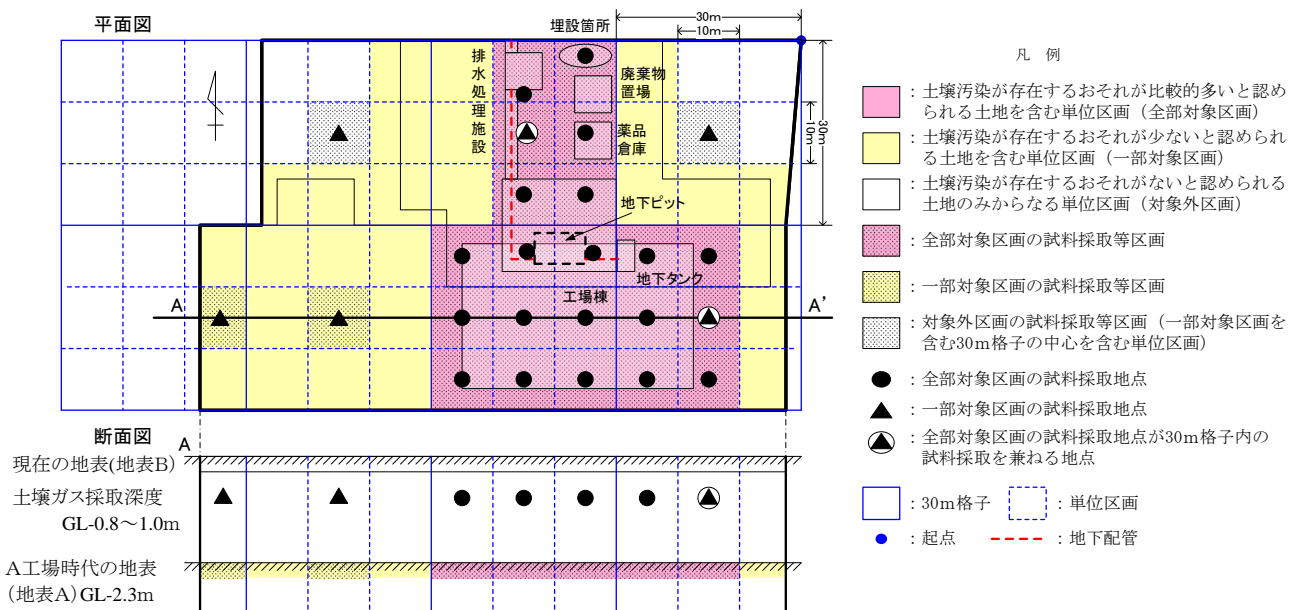 平面図
埋設箇所
30m
10m
排水処理施設
廃棄物
置場
薬品
倉庫
10m
30m
地下ピット
地下タンク
工場棟
A
A'
断面図
A
現在の地表(地表B)
土壌ガス採取深度
GL-0.8～1.0m
A工場時代の地表
(地表A)GL-2.3m
凡 例
：土壌汚染が存在するおそれが比較的多いと認め
られる土地を含む単位区画（全部対象区画）
：土壌汚染が存在するおそれが少ないと認められ
る土地を含む単位区画（一部対象区画）
：土壌汚染が存在するおそれがないと認められる
土地のみからなる単位区画（対象外区画）
：全部対象区画の試料採取等区画
：一部対象区画の試料採取等区画
：対象外区画の試料採取等区画（一部対象区画を
含む30m格子の中心を含む単位区画）
：全部対象区画の試料採取地点
：一部対象区画の試料採取地点
：全部対象区画の試料採取地点が30m格子内の
試料採取を兼ねる地点
：30m格子
：単位区画
：起点
：地下配管